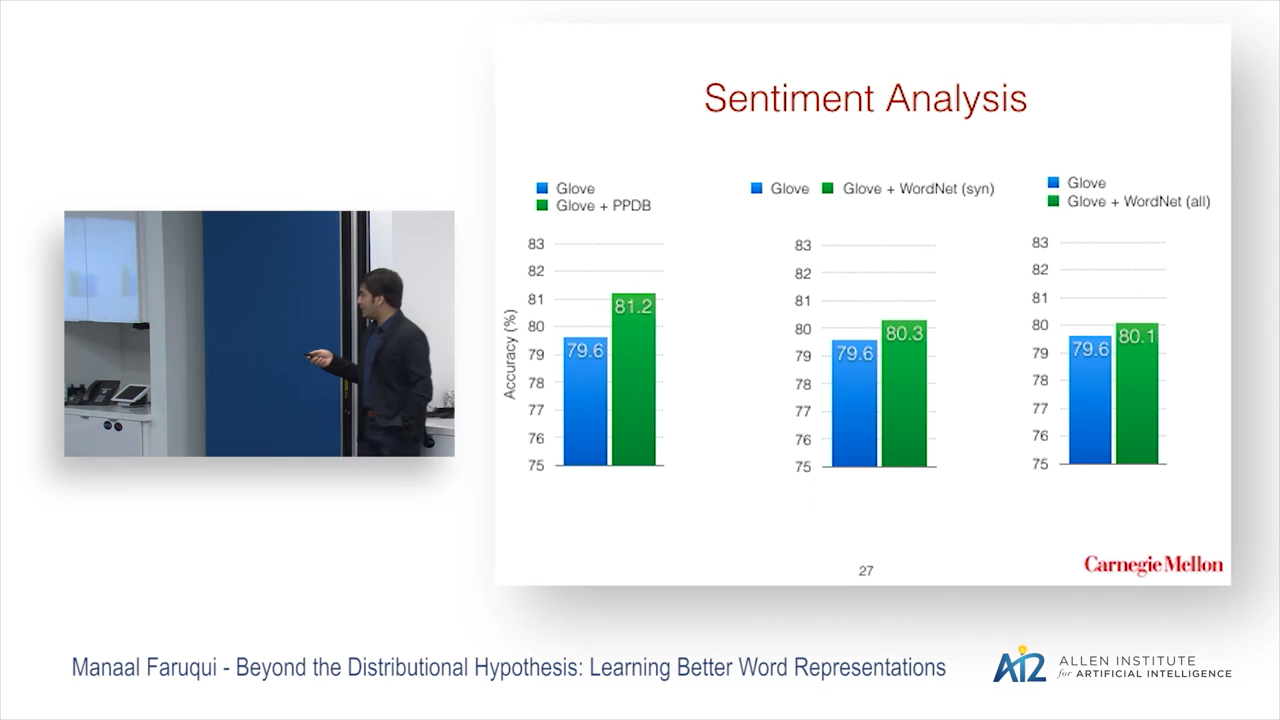 Sentiment Analysis
Glove
Glove + PPDB
83
82
81
80
79
78
77
76
75
Accuracy (%)
79.6
81.2
Glove Glove + WordNet (syn)
83
82
81
80
79
78
77
76
75
79.6
80.3
Glove
Glove + WordNet (all)
83
82
81
80
79
78
77
76
75
79.6
80.1
27
Carnegie Mellon
Manaal Faruqui - Beyond the Distributional Hypothesis: Learning Better Word Representations
AI2
ALLEN INSTITUTE
for ARTIFICIAL INTELLIGENCE